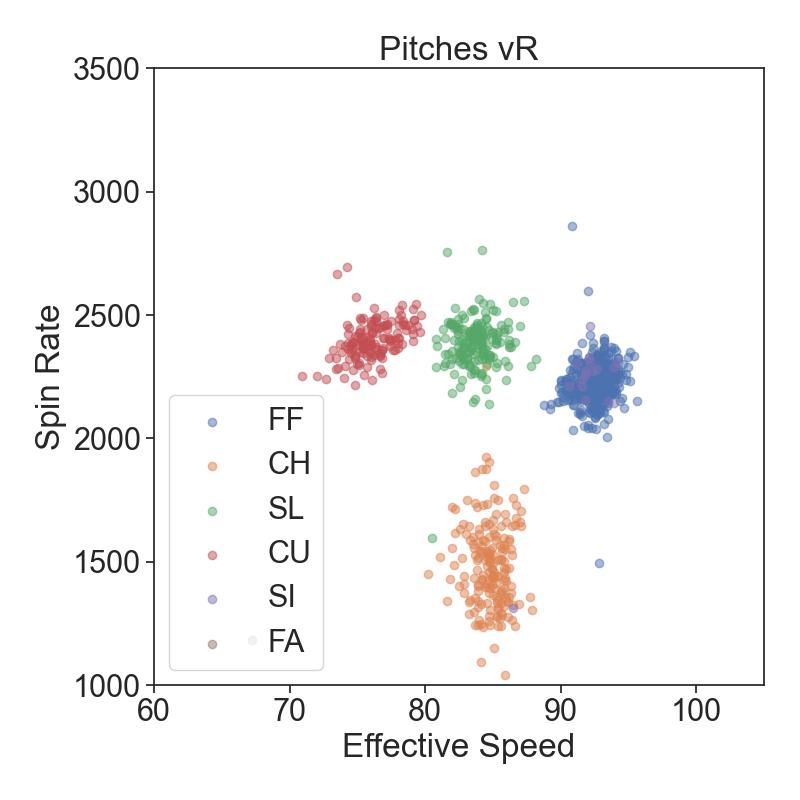 Pitches vR
3500
3000
2500
2000
1500
1000
Spin Rate
FF
CH
SL
CU
SI
FA
60 70 80 90 100
Effective Speed